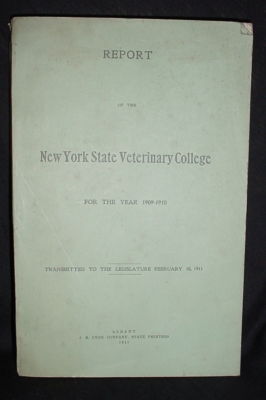 REPORT
OF THE
New York State Veterinary College
FOR THE YEAR 1909-1910
TRANSMITTED TO THE LEGISLATURE FEBRUARY 1911
ALBANY
J. B. LYON COMPANY, STATE PRINTERS
1911